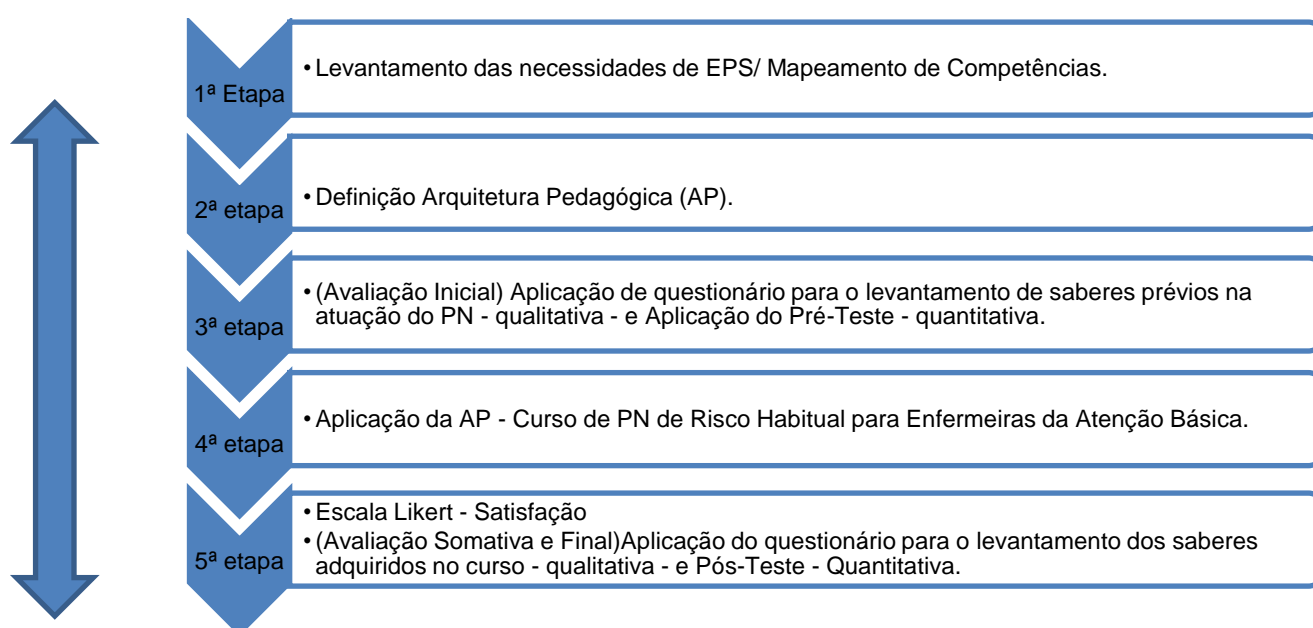 1ª Etapa
• Levantamento das necessidades de EPS/ Mapeamento de Competências.
2ª etapa
• Definição Arquitetura Pedagógica (AP).
3ª etapa
• (Avaliação Inicial) Aplicação de questionário para o levantamento de saberes prévios na
atuação do PN - qualitativa - e Aplicação do Pré-Teste - quantitativa.
4ª etapa
• Aplicação da AP - Curso de PN de Risco Habitual para Enfermeiras da Atenção Básica.
5ª etapa
• Escala Likert - Satisfação
• (Avaliação Somativa e Final)Aplicação do questionário para o levantamento dos saberes
adquiridos no curso - qualitativa - e Pós-Teste - Quantitativa.